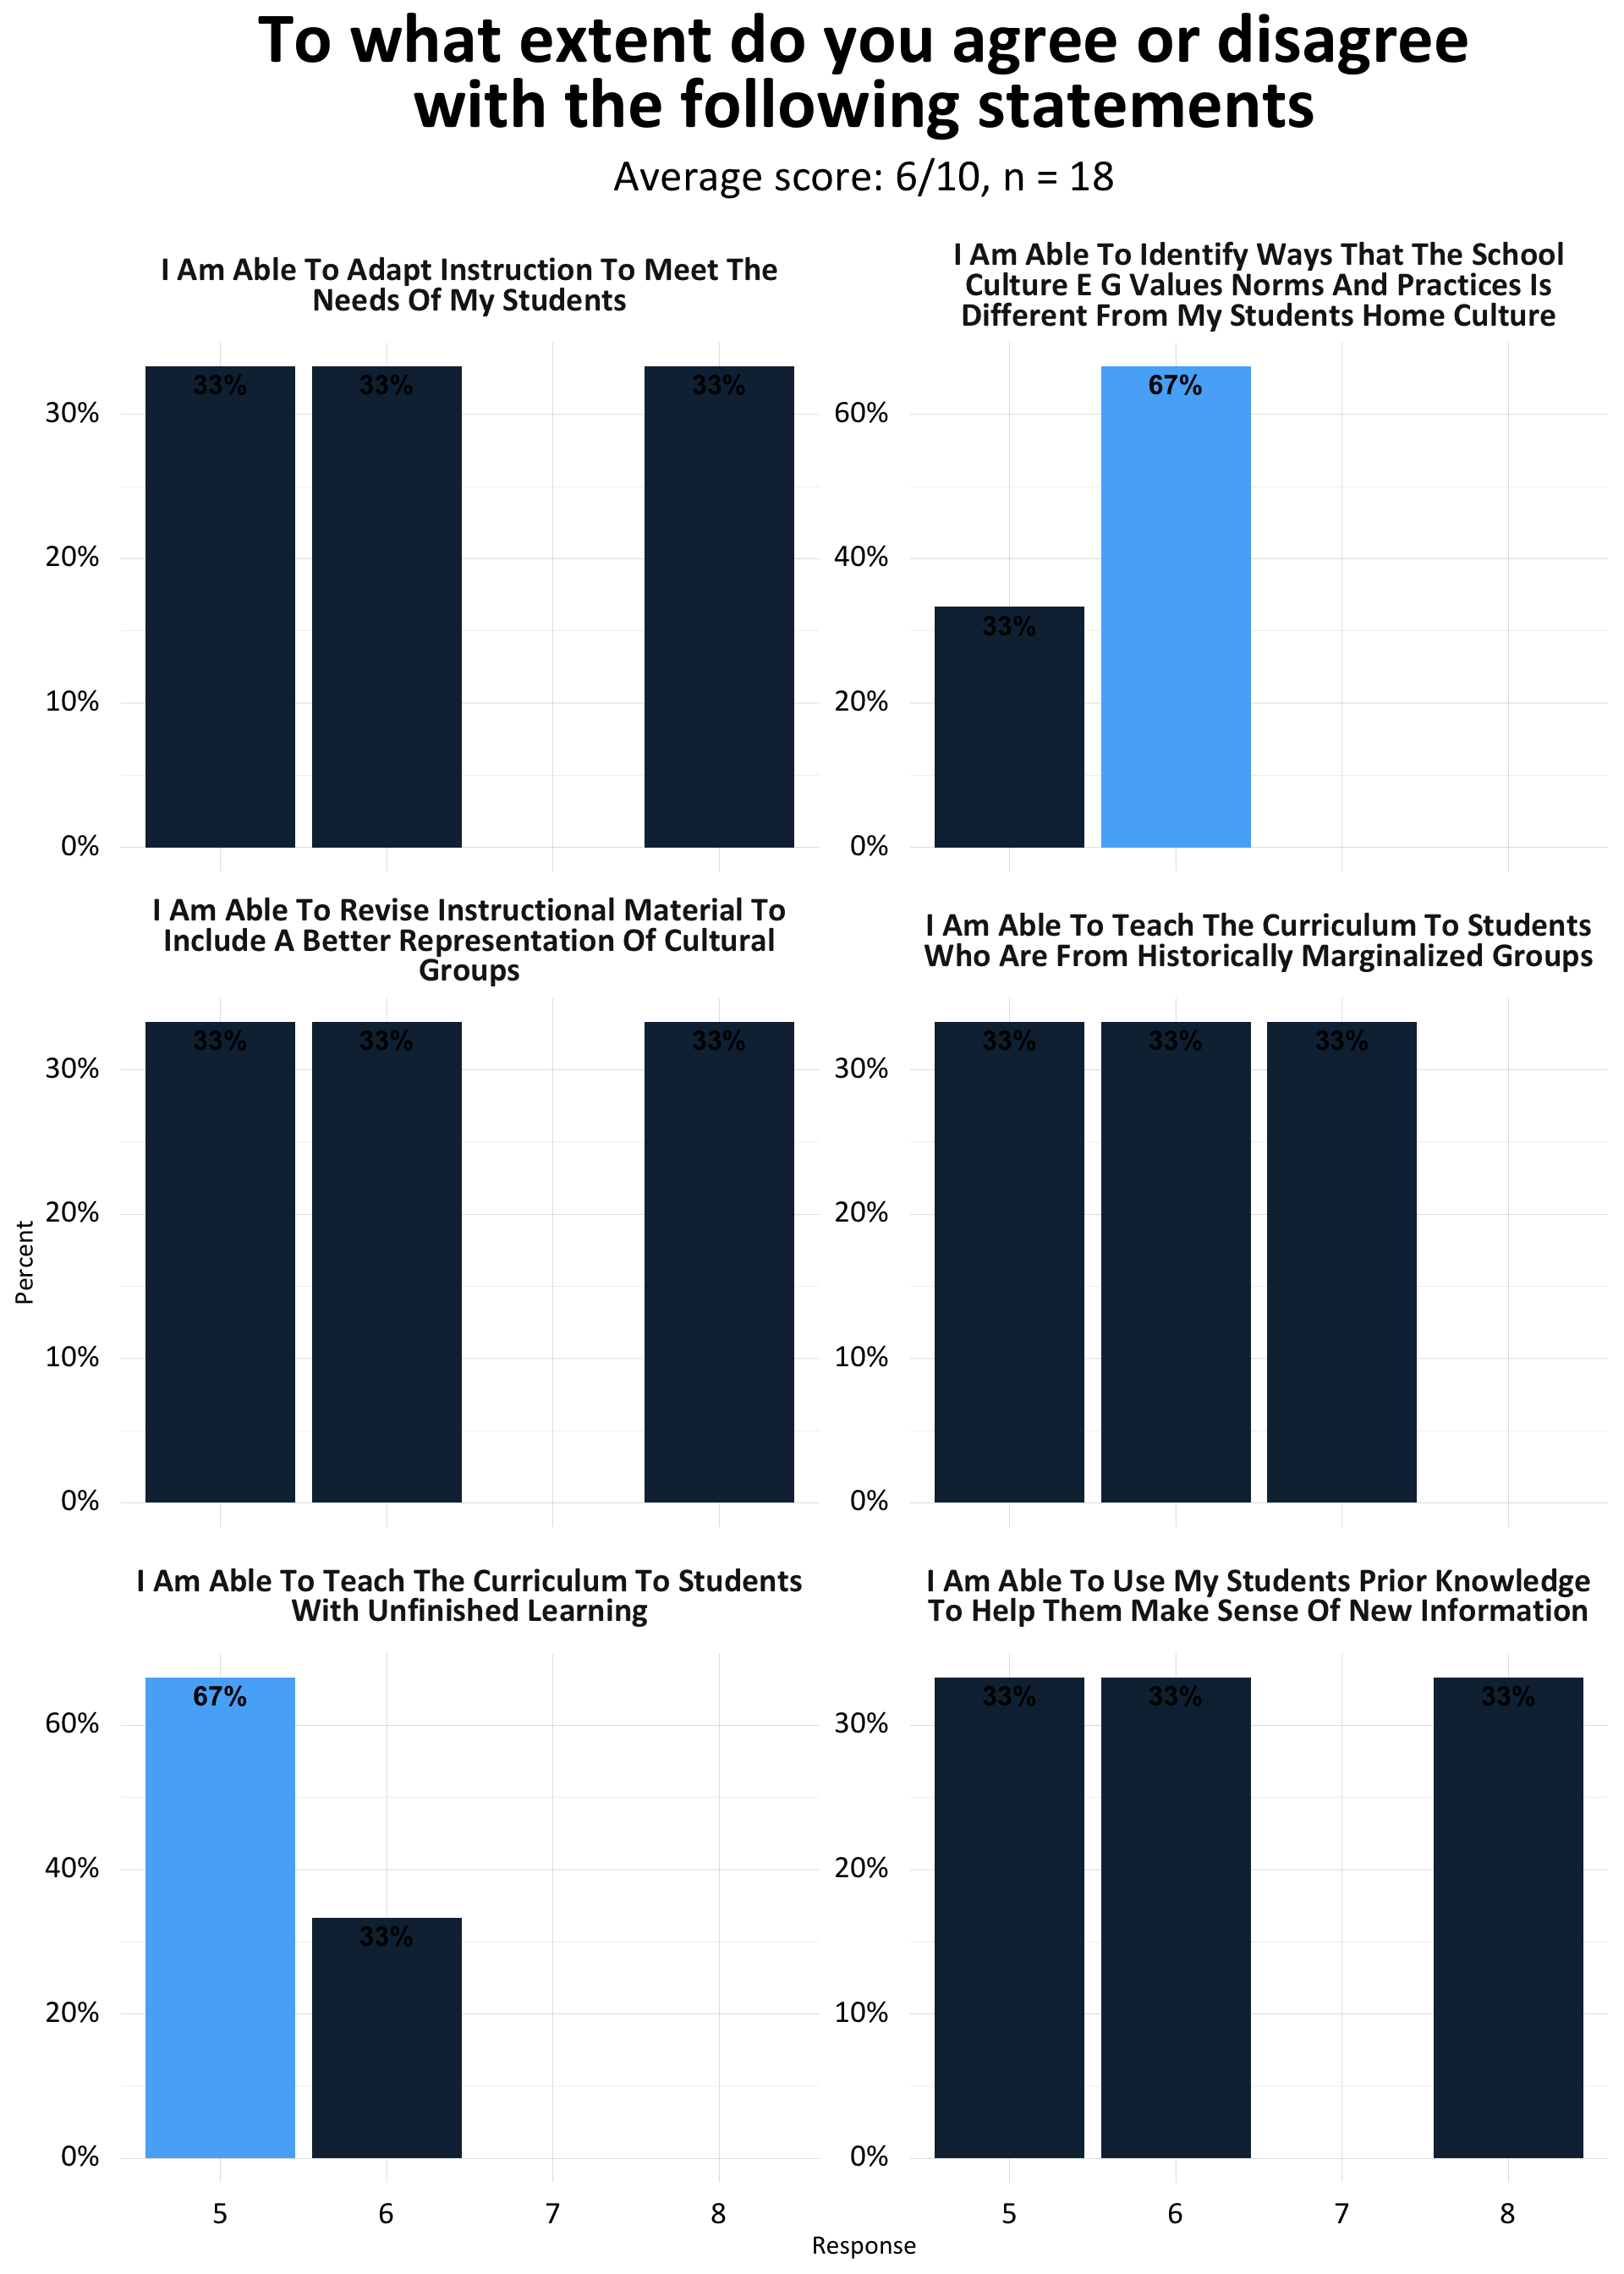 To what extent do you agree or disagree
with the following statements
Average score: 6/10, n = 18
I Am Able To Adapt Instruction To Meet The
Needs Of My Students
33%
33%
33%
30%
20%
10%
0%
I Am Able To Identify Ways That The School
Culture E G Values Norms And Practices Is
Different From My Students Home Culture
67%
33%
60%
40%
20%
0%
I Am Able To Revise Instructional Material To
Include A Better Representation Of Cultural
Groups
33%
33%
33%
30%
20%
10%
0%
I Am Able To Teach The Curriculum To Students
Who Are From Historically Marginalized Groups
33%
33%
33%
30%
20%
10%
0%
Percent
I Am Able To Teach The Curriculum To Students
With Unfinished Learning
67%
33%
60%
40%
20%
0%
5
6
7
8
I Am Able To Use My Students Prior Knowledge
To Help Them Make Sense Of New Information
33%
33%
33%
30%
20%
10%
0%
5
6
7
8
Response